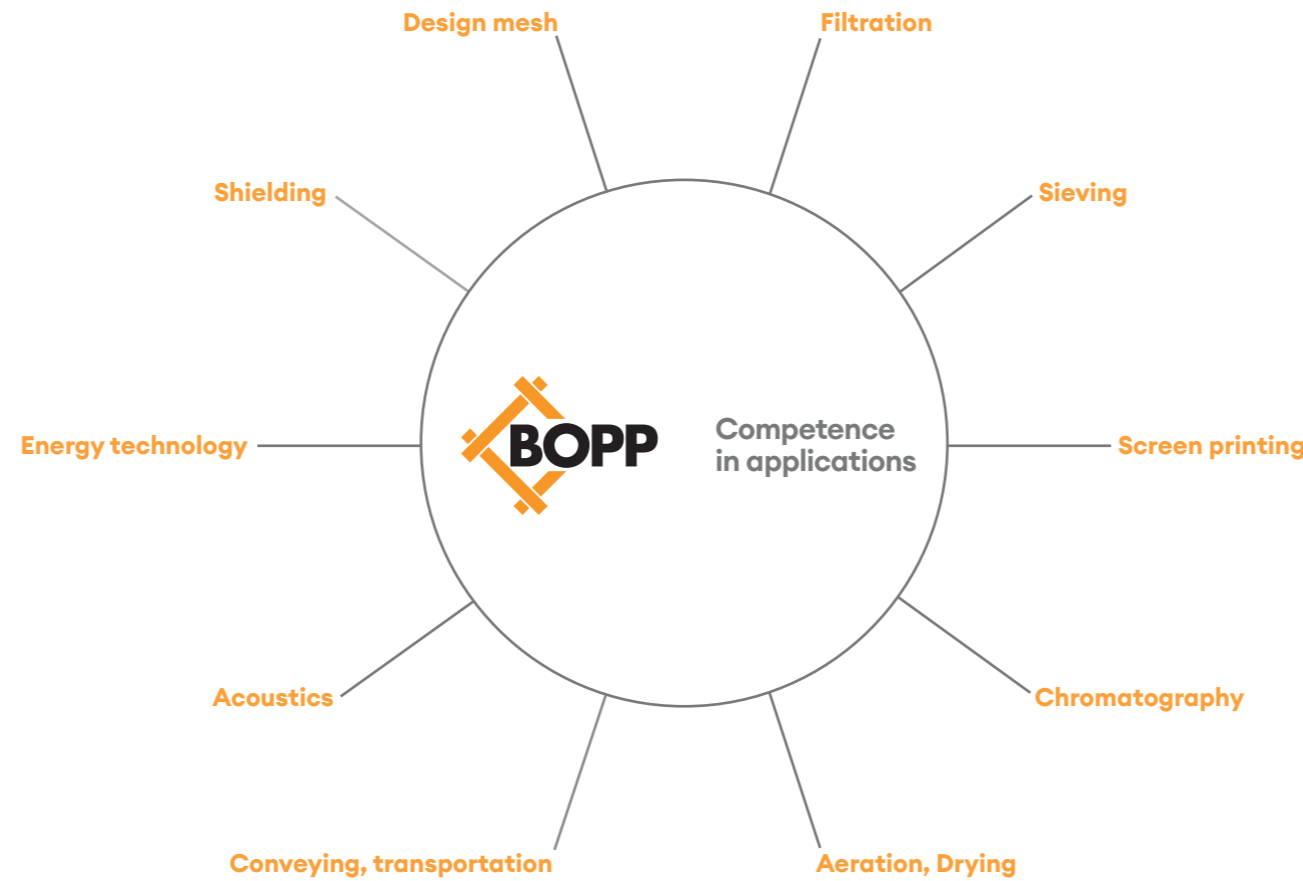 Design mesh
Filtration
Shielding
Sieving
BOPP
Competence
in applications
Energy technology
Screen printing
Acoustics
Chromatography
Conveying, transportation
Aeration, Drying